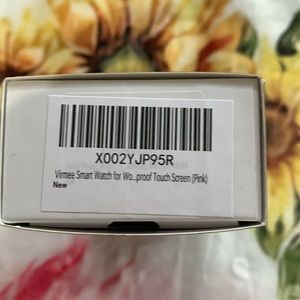 X002YJP95R
Virmee Smart Watch for Wo...proof Touch Screen (Pink)
New